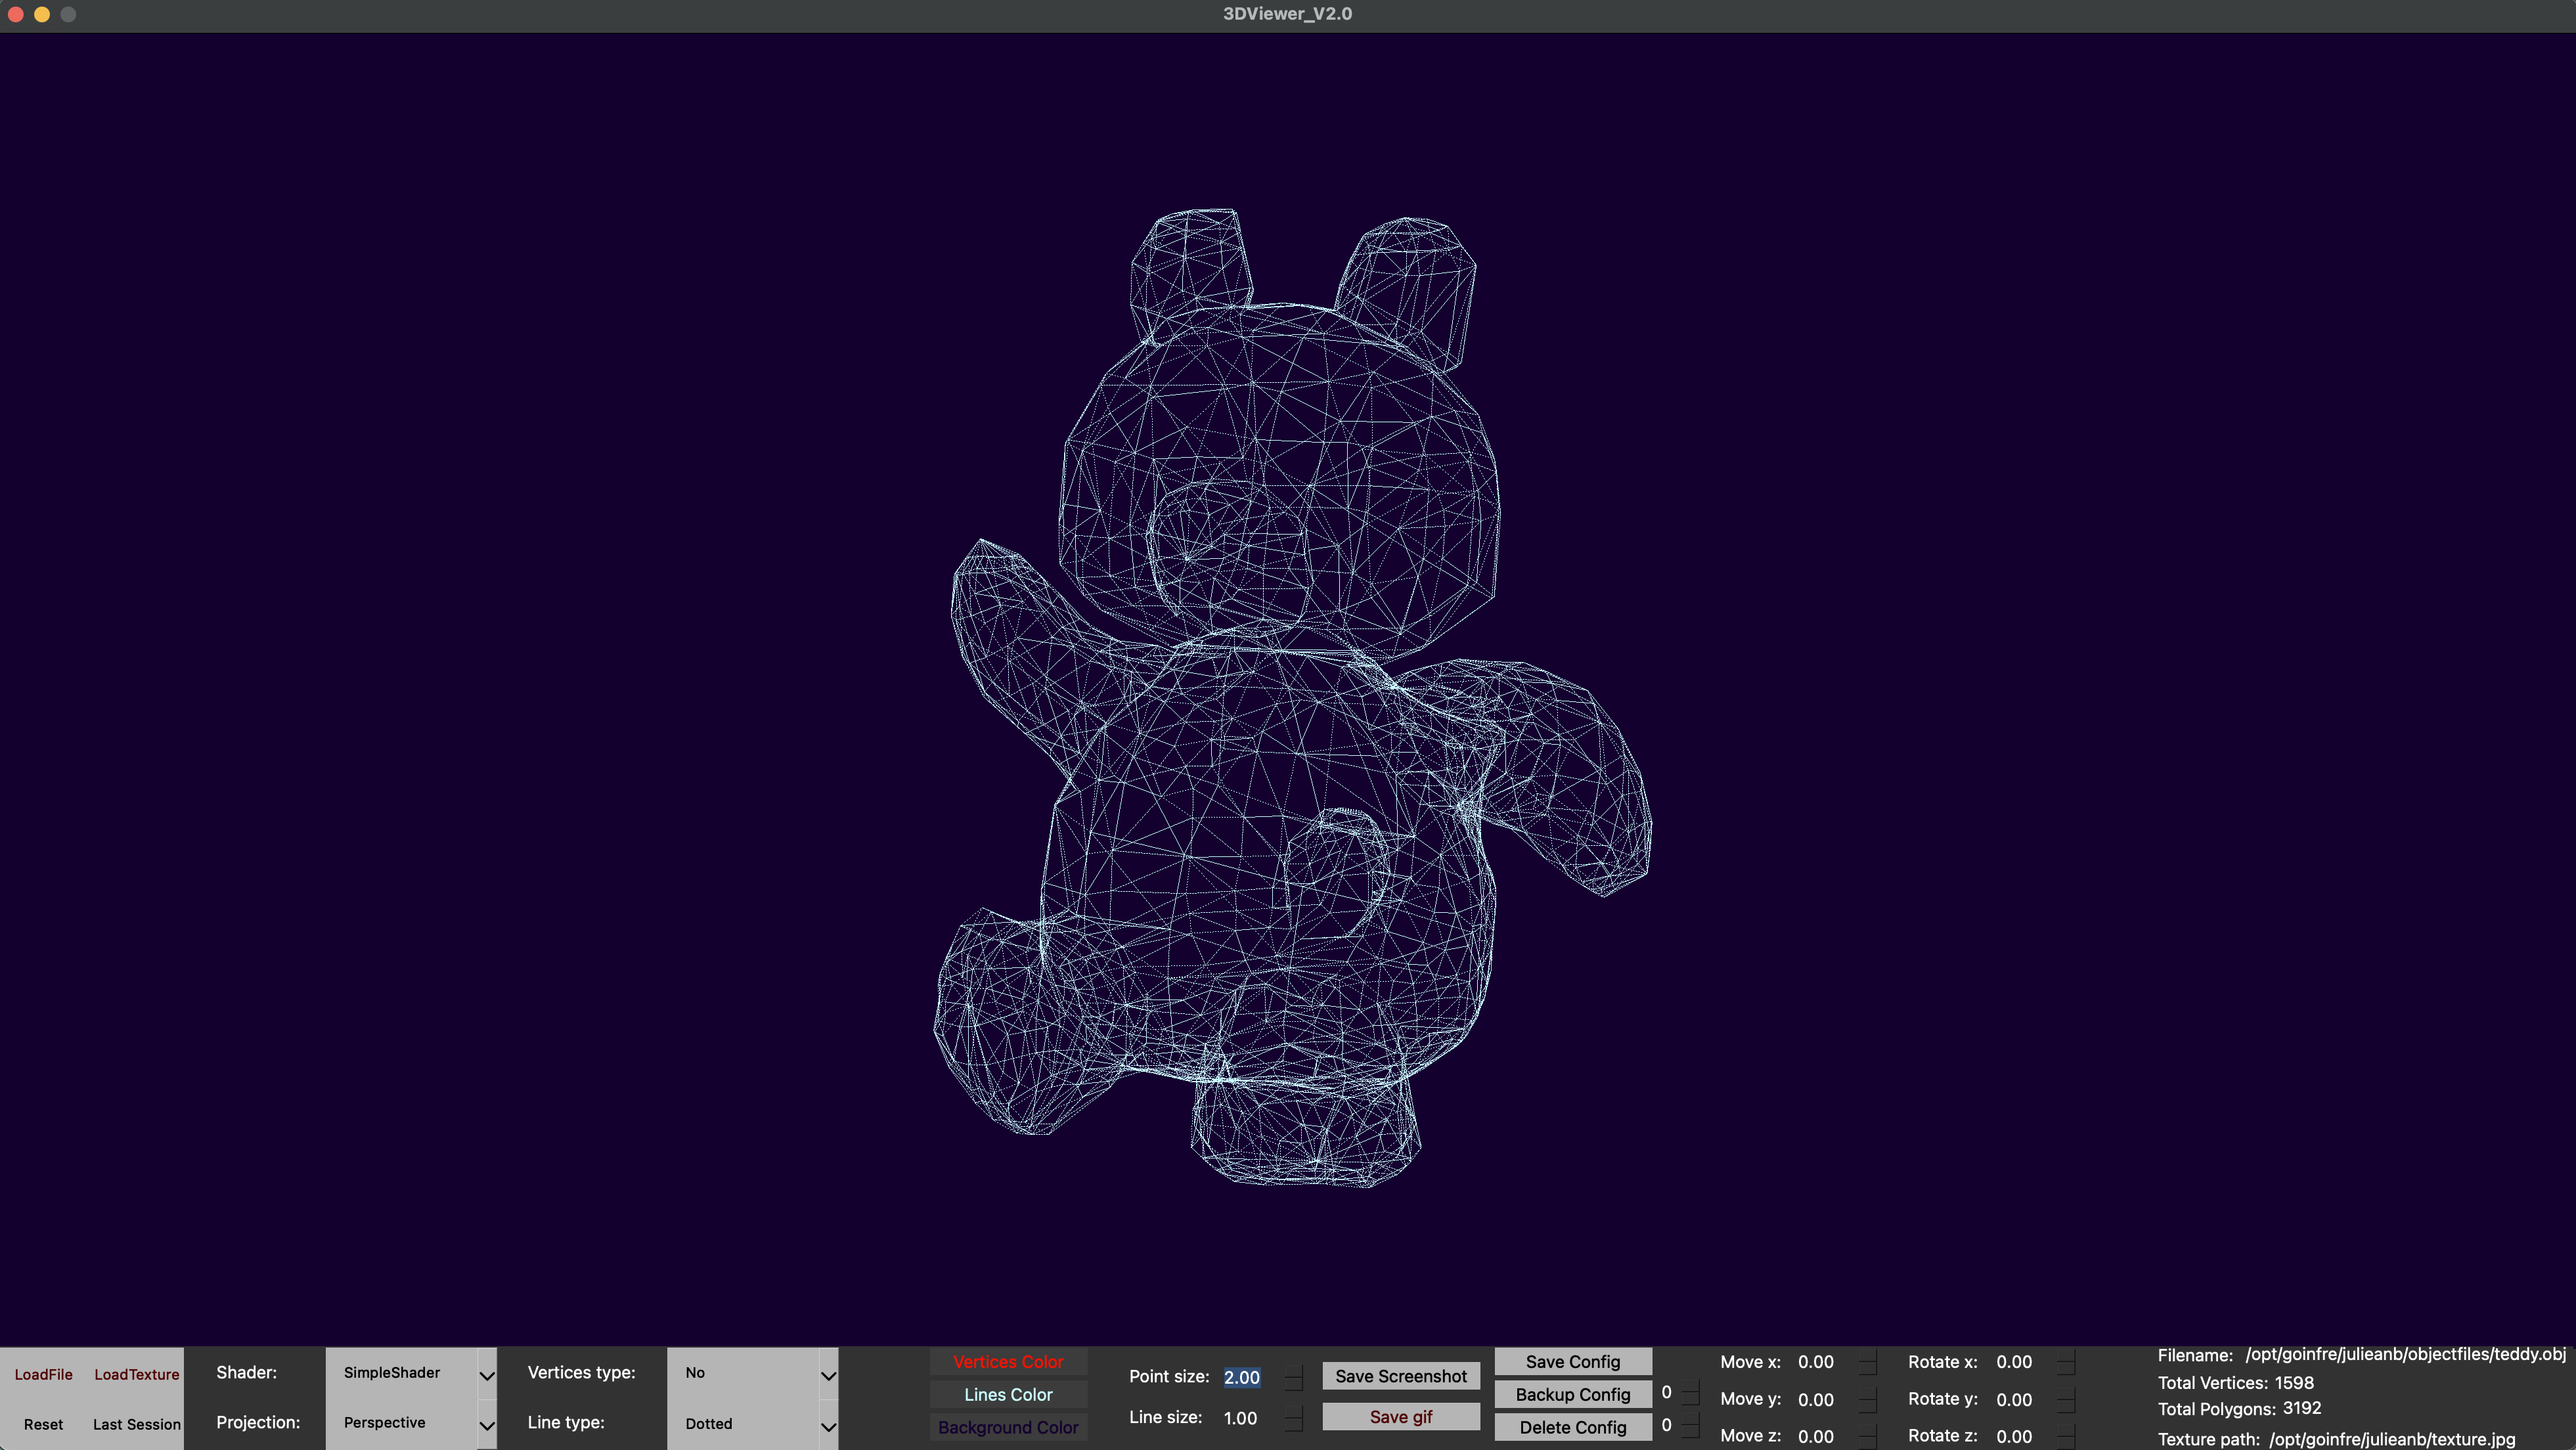 3DViewer_V2.0
LoadFile
LoadTexture
Reset
Last Session
Shader:
SimpleShader
Projection:
Perspective
Vertices type:
No
Line type:
Dotted
Vertices Color
Lines Color
Background Color
Point size: 2.00
Line size: 1.00
Save Screenshot
Save gif
Save Config
Backup Config 0
Delete Config 0
Move x: 0.00
Move y: 0.00
Move z: 0.00
Rotate x: 0.00
Rotate y: 0.00
Rotate z: 0.00
Filename: /opt/goinfre/julieanb/objectfiles/teddy.obj
Total Vertices: 1598
Total Polygons: 3192
Texture path: /opt/goinfre/julieanb/texture.jpg